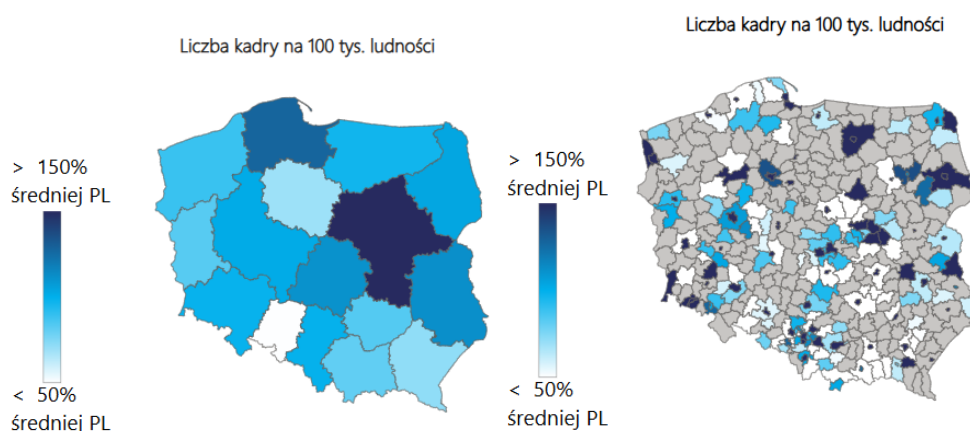 Liczba kadry na 100 tys. ludności
> 150%
średniej PL
< 50%
średniej PL
Liczba kadry na 100 tys. ludności
> 150%
średniej PL
< 50%
średniej PL